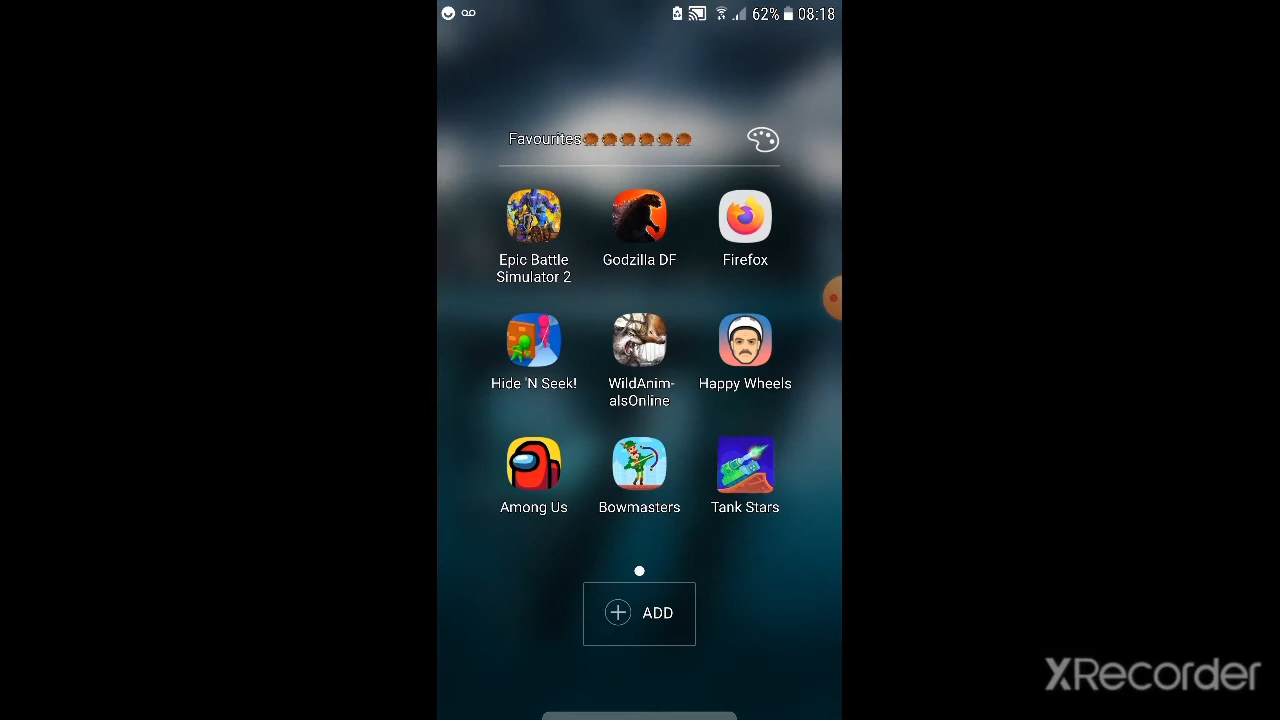 62% 08:18
Favourites
Epic Battle
Simulator 2
Godzilla DF
Firefox
Hide 'N Seek!
WildAnim-
alsOnline
Happy Wheels
Among Us
Bowmasters
Tank Stars
ADD
XRecorder